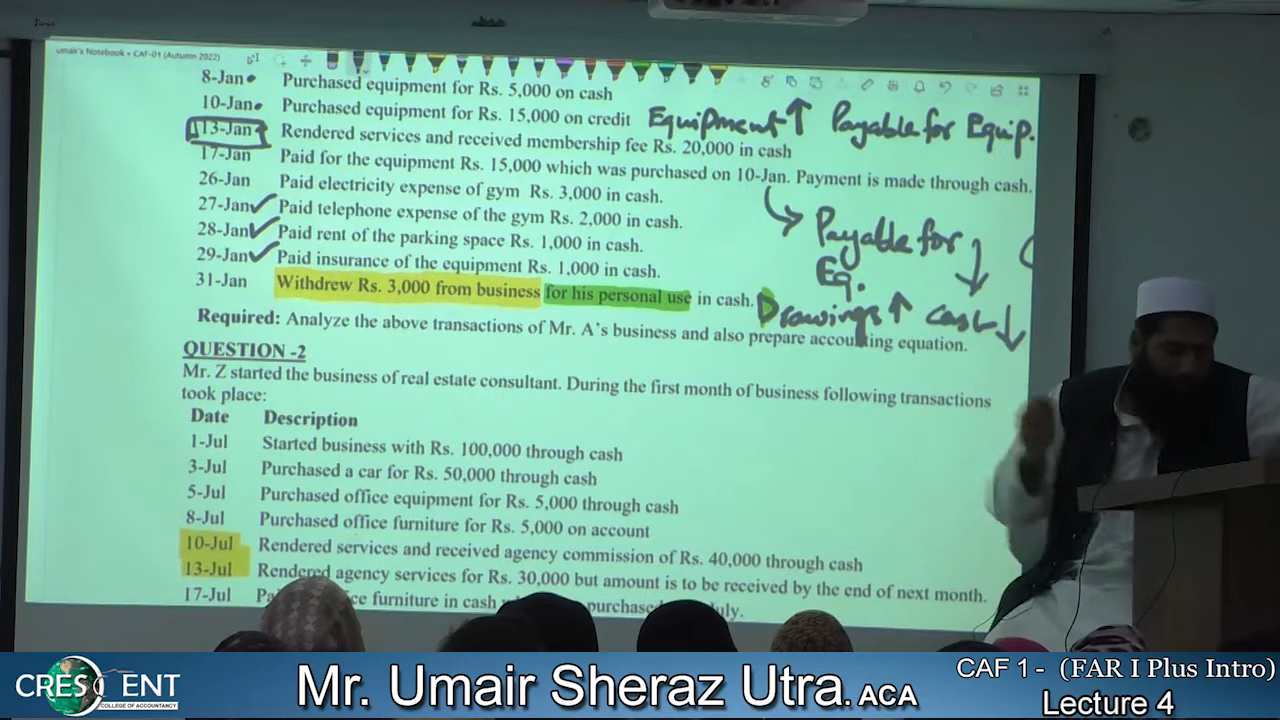 umair's Notebook » CAF-01 (Autumn 2022)
8-Jan Purchased equipment for Rs. 5,000 on cash
10-Jan Purchased equipment for Rs. 15,000 on credit Equipment ↑ Payable for Equip.
13-Jan Rendered services and received membership fee Rs. 20,000 in cash
17-Jan Paid for the equipment Rs. 15,000 which was purchased on 10-Jan. Payment is made through cash.
26-Jan Paid electricity expense of gym Rs. 3,000 in cash.
27-Jan Paid telephone expense of the gym Rs. 2,000 in cash.
28-Jan Paid rent of the parking space Rs. 1,000 in cash. Payable for
29-Jan Paid insurance of the equipment Rs. 1,000 in cash. Eq. ↓
31-Jan Withdrew Rs. 3,000 from business for his personal use in cash. Drawings ↑ cash ↓
Required: Analyze the above transactions of Mr. A's business and also prepare accounting equation.
QUESTION -2
Mr. Z started the business of real estate consultant. During the first month of business following transactions
took place:
Date Description
1-Jul Started business with Rs. 100,000 through cash
3-Jul Purchased a car for Rs. 50,000 through cash
5-Jul Purchased office equipment for Rs. 5,000 through cash
8-Jul Purchased office furniture for Rs. 5,000 on account
10-Jul Rendered services and received agency commission of Rs. 40,000 through cash
13-Jul Rendered agency services for Rs. 30,000 but amount is to be received by the end of next month.
17-Jul furniture in cash
CRESCENT
COLLEGE OF ACCOUNTANCY
Mr. Umair Sheraz Utra. ACA
CAF 1 - (FAR I Plus Intro)
Lecture 4